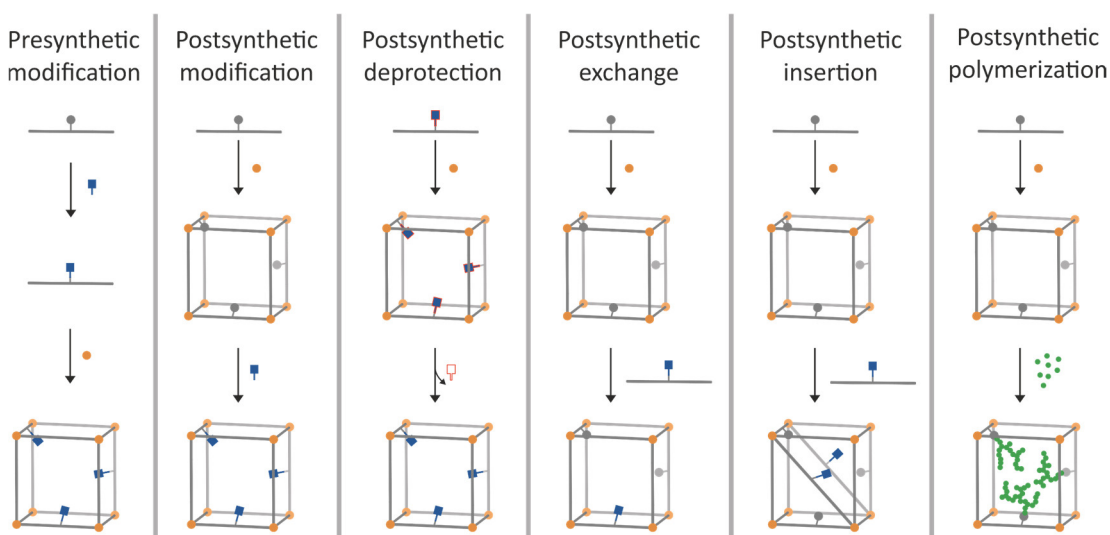 Presynthetic
modification
Postsynthetic
modification
Postsynthetic
deprotection
Postsynthetic
exchange
Postsynthetic
insertion
Postsynthetic
polymerization